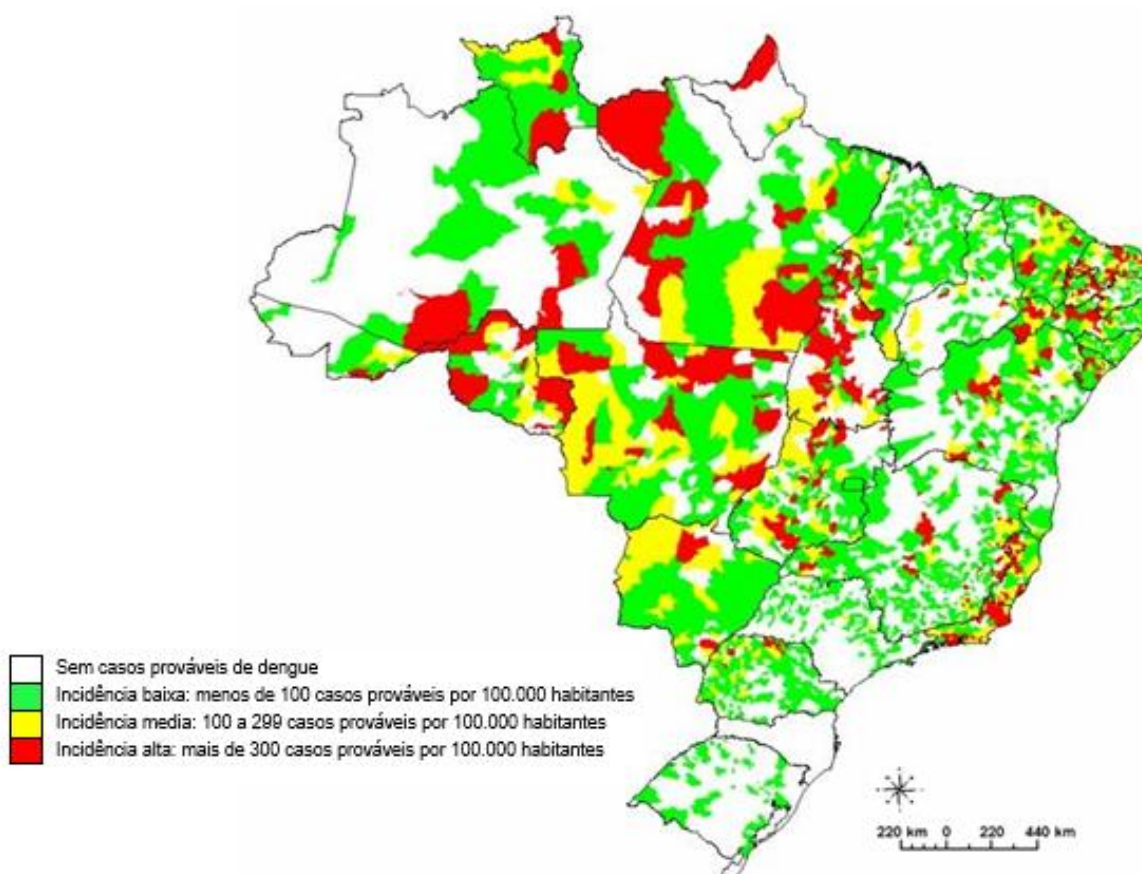 Sem casos prováveis de dengue
Incidência baixa: menos de 100 casos prováveis por 100.000 habitantes
Incidência media: 100 a 299 casos prováveis por 100.000 habitantes
Incidência alta: mais de 300 casos prováveis por 100.000 habitantes
220 km 0 220 440 km